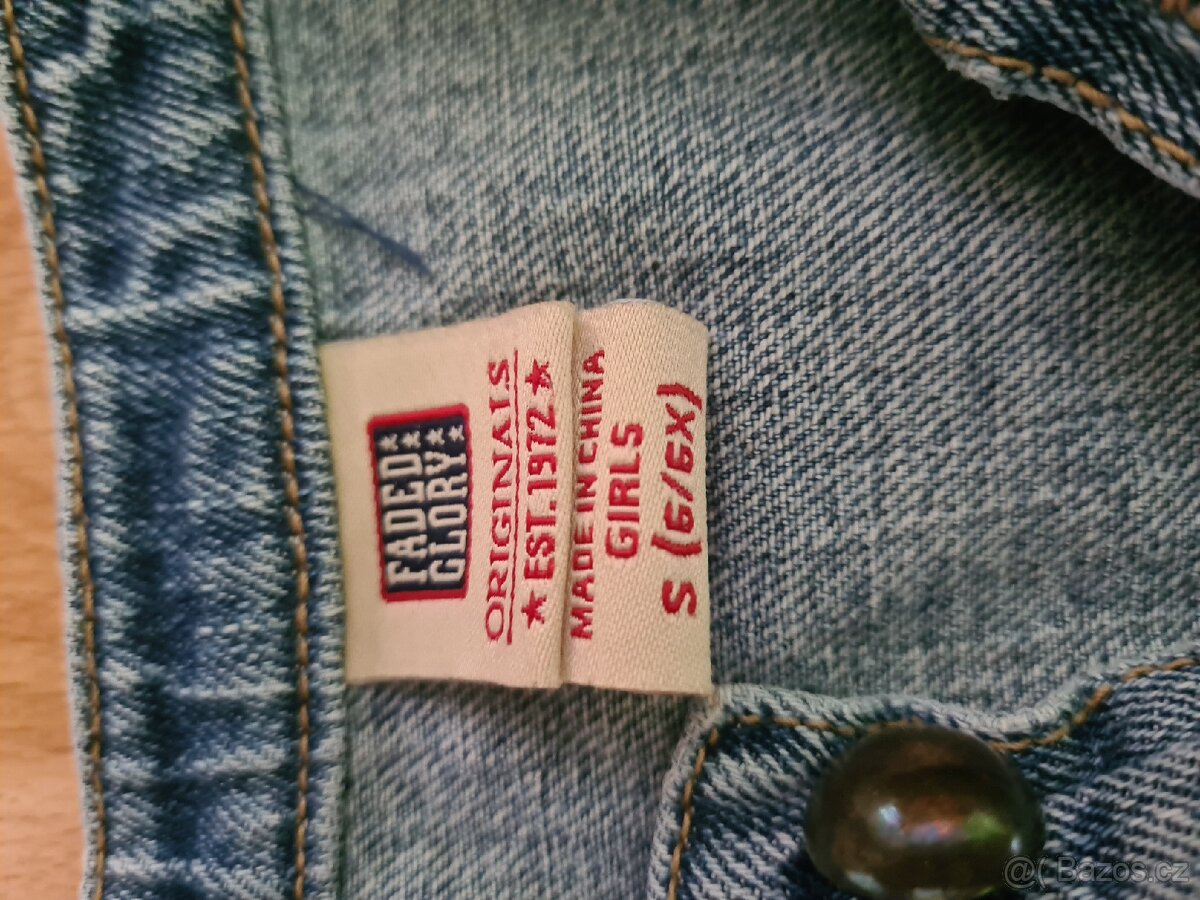 FADED★★
GLORY★★
ORIGINALS
★ EST. 1972 ★
MADE IN CHINA
GIRLS
S (6/6X)
@( Bazos.cz